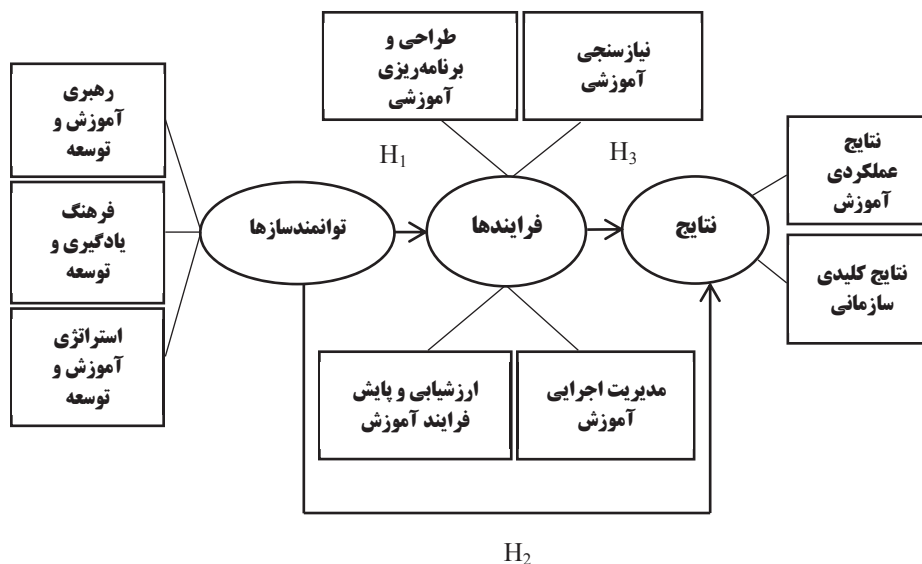 طراحی و
برنامه‌ریزی
آموزشی
نیازسنجی
آموزشی
رهبری
آموزش و
توسعه
فرهنگ
یادگیری و
توسعه
استراتژی
آموزش و
توسعه
H₁
H₃
توانمندسازها
فرایندها
نتایج
نتایج
عملکردی
آموزش
نتایج کلیدی
سازمانی
ارزشیابی و پایش
فرایند آموزش
مدیریت اجرایی
آموزش
H₂